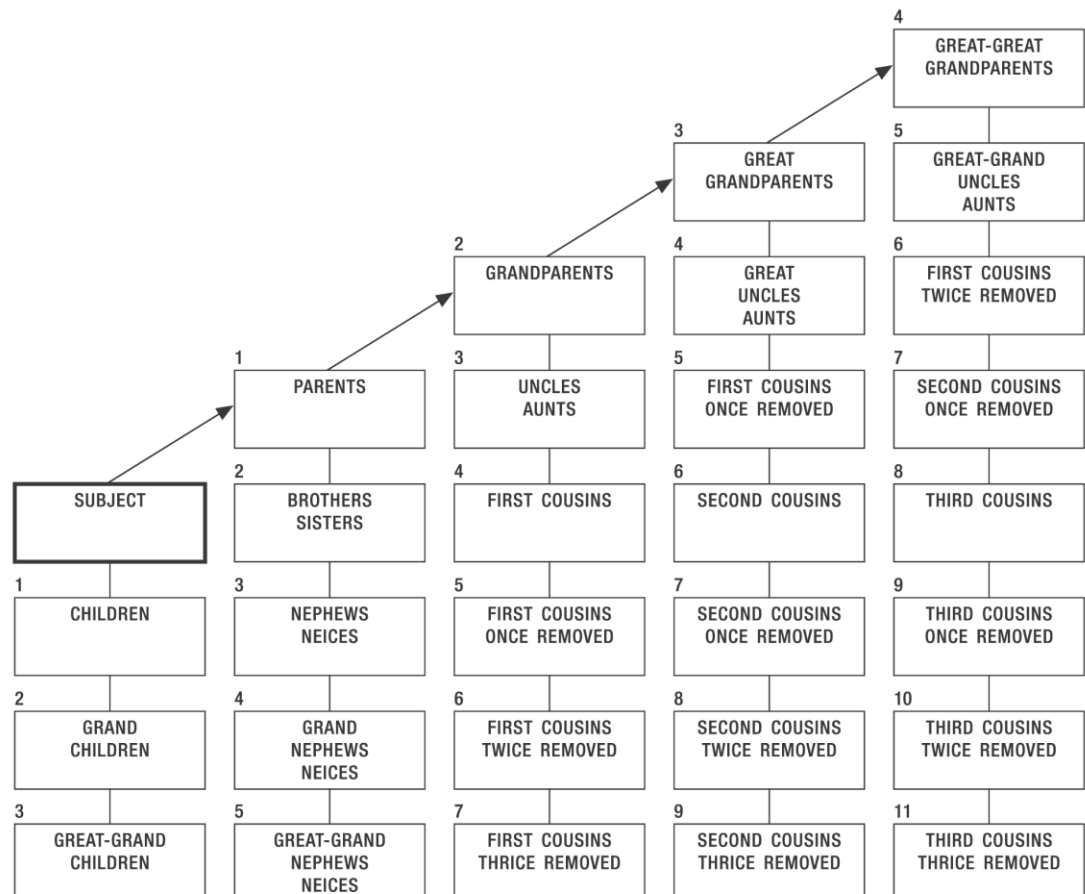 4
GREAT-GREAT
GRANDPARENTS
3
GREAT
GRANDPARENTS
5
GREAT-GRAND
UNCLES
AUNTS
2
GRANDPARENTS
4
GREAT
UNCLES
AUNTS
6
FIRST COUSINS
TWICE REMOVED
1
PARENTS
3
UNCLES
AUNTS
5
FIRST COUSINS
ONCE REMOVED
7
SECOND COUSINS
ONCE REMOVED
SUBJECT
2
BROTHERS
SISTERS
4
FIRST COUSINS
6
SECOND COUSINS
8
THIRD COUSINS
1
CHILDREN
3
NEPHEWS
NEICES
5
FIRST COUSINS
ONCE REMOVED
7
SECOND COUSINS
ONCE REMOVED
9
THIRD COUSINS
ONCE REMOVED
2
GRAND
CHILDREN
4
GRAND
NEPHEWS
NEICES
6
FIRST COUSINS
TWICE REMOVED
8
SECOND COUSINS
TWICE REMOVED
10
THIRD COUSINS
TWICE REMOVED
3
GREAT-GRAND
CHILDREN
5
GREAT-GRAND
NEPHEWS
NEICES
7
FIRST COUSINS
THRICE REMOVED
9
SECOND COUSINS
THRICE REMOVED
11
THIRD COUSINS
THRICE REMOVED